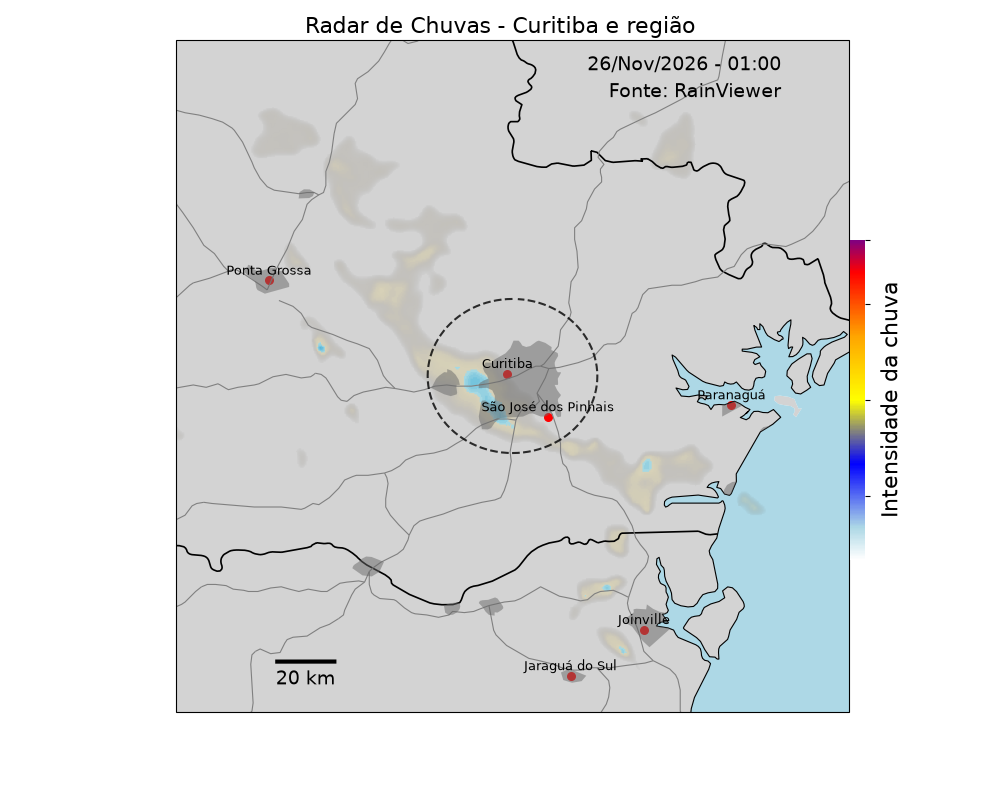 Radar de Chuvas - Curitiba e região
26/Nov/2026 - 01:00
Fonte: RainViewer
Ponta Grossa
Curitiba
Paranaguá
São José dos Pinhais
Intensidade da chuva
Joinville
Jaraguá do Sul
20 km